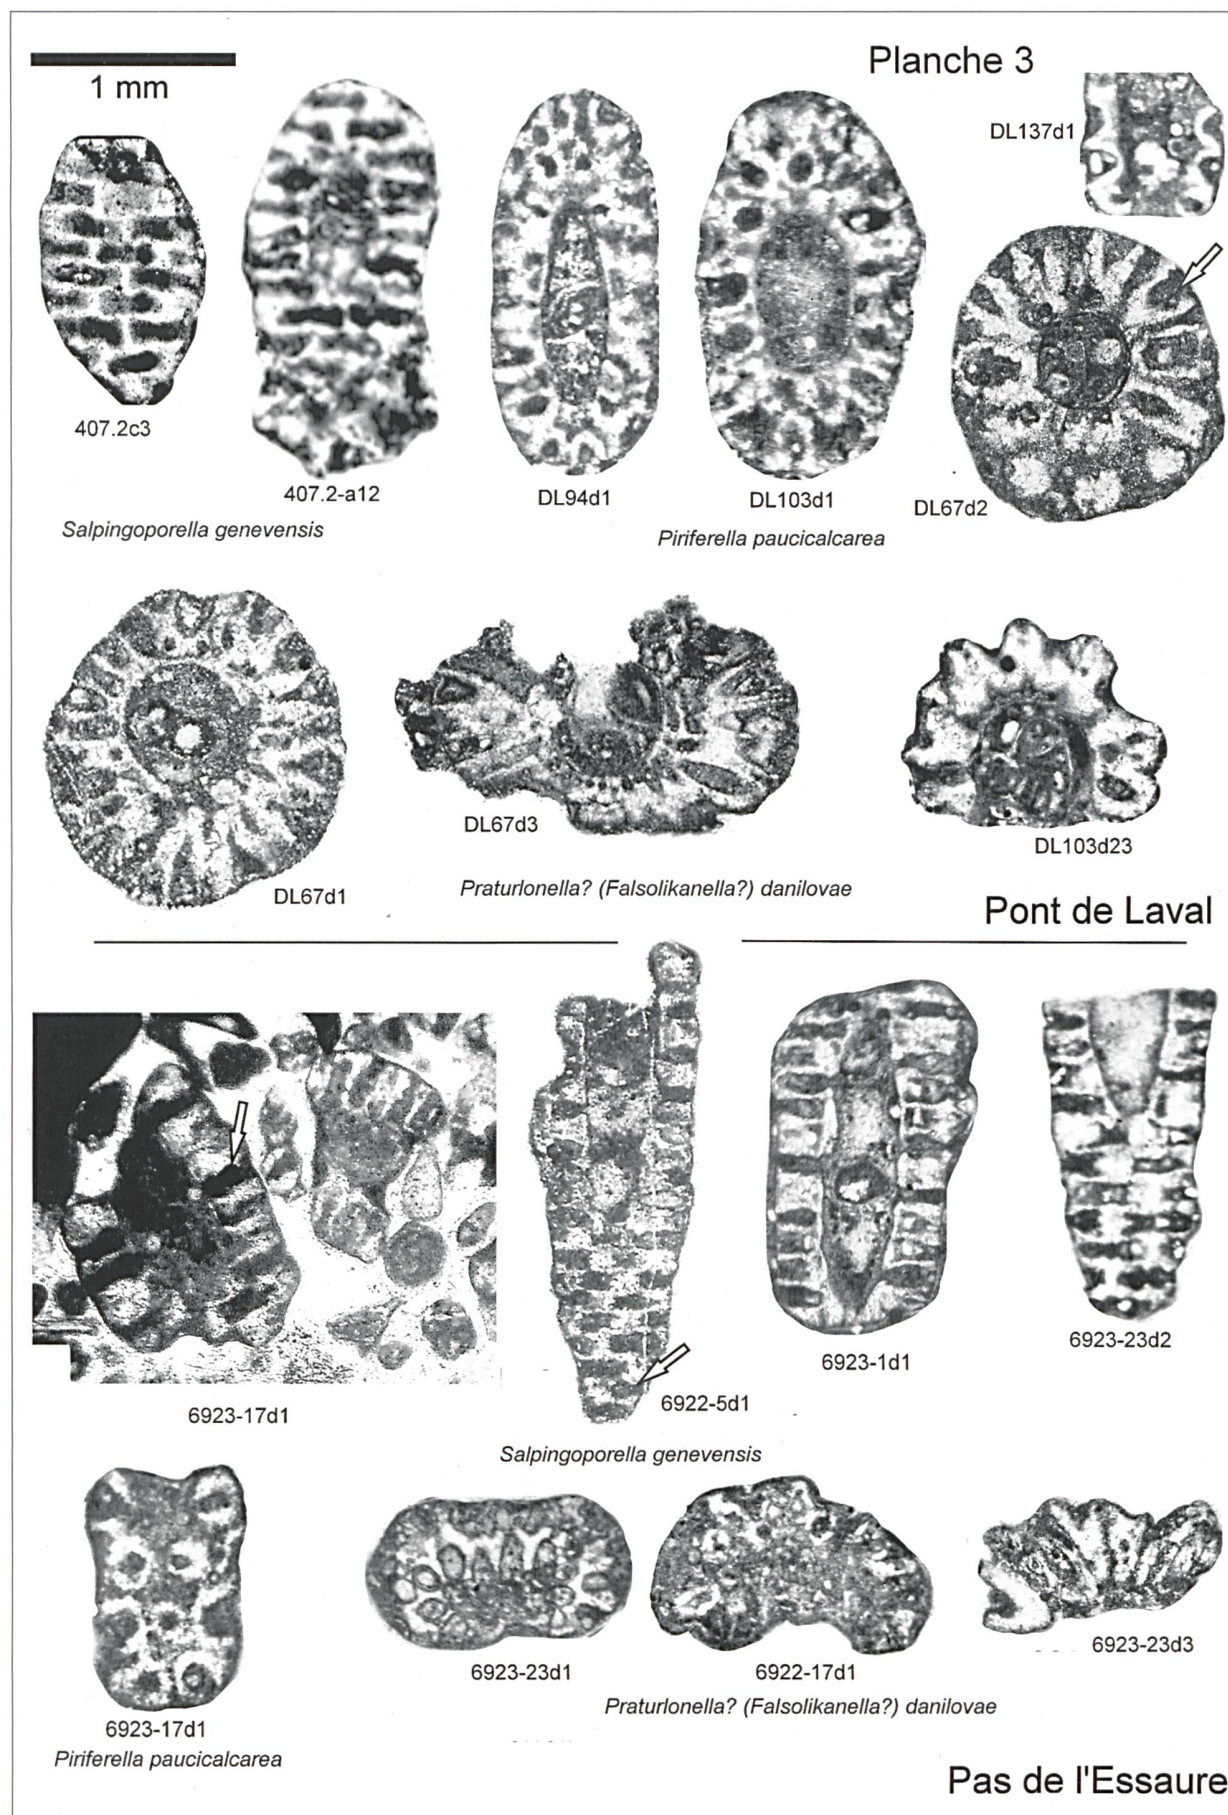 Planche 3
1 mm
DL137d1
407.2c3
407.2-a12
DL94d1
DL103d1
DL67d2
Salpingoporella genevensis
Piriferella paucicalcarea
DL67d1
DL67d3
DL103d23
Praturlonella? (Falsolikanella?) danilovae
Pont de Laval
6923-17d1
6922-5d1
6923-1d1
6923-23d2
Salpingoporella genevensis
6923-17d1
Piriferella paucicalcarea
6923-23d1
6922-17d1
6923-23d3
Praturlonella? (Falsolikanella?) danilovae
Pas de l'Essaure